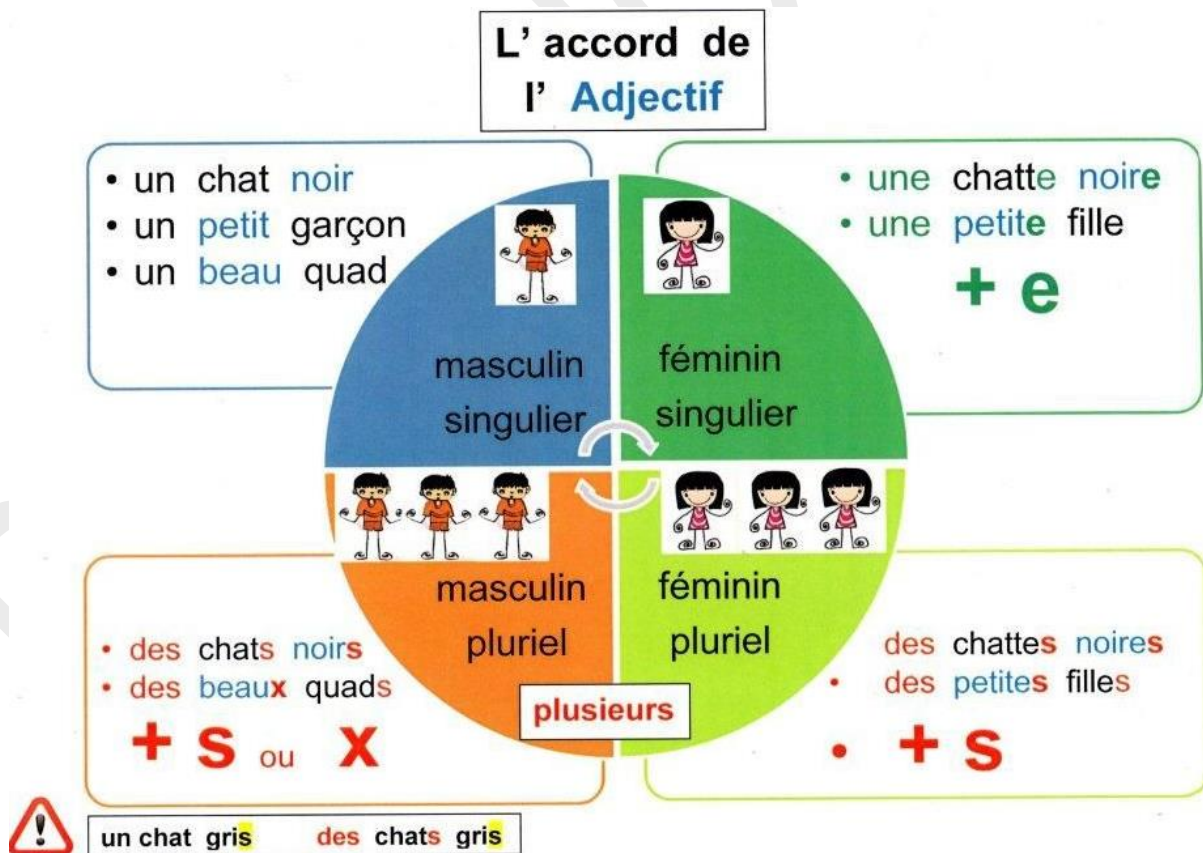 L' accord de
l' Adjectif
• un chat noir
• un petit garçon
• un beau quad
• une chatte noire
• une petite fille
+ e
masculin
singulier
féminin
singulier
masculin
pluriel
féminin
pluriel
plusieurs
• des chats noirs
• des beaux quads
+ s ou x
des chattes noires
• des petites filles
• + s
un chat gris des chats gris